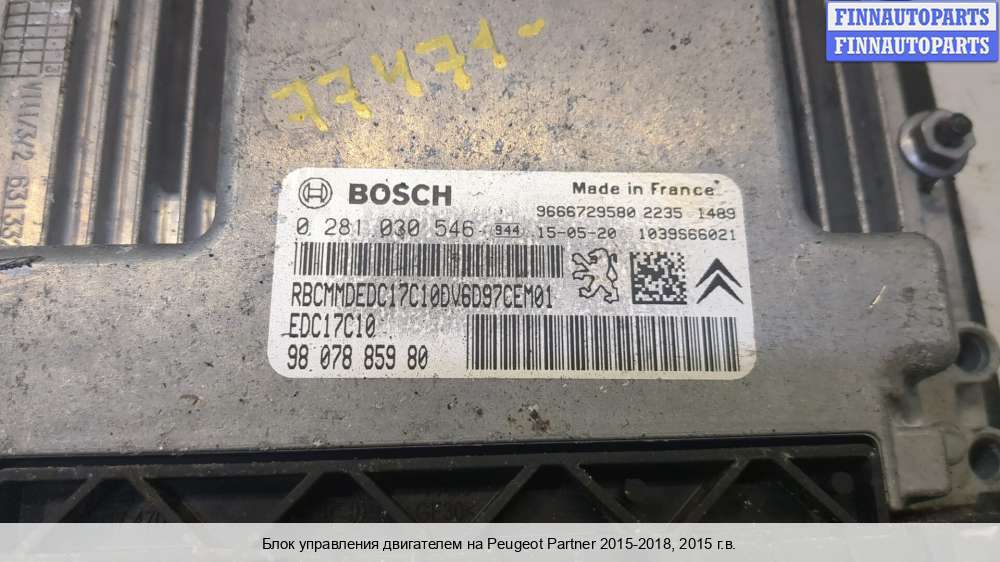 FINNAUTOPARTS
FINNAUTOPARTS
77471-
BOSCH
Made in France
0 281 030 546 944 15-05-20 1039S66021
9666729580 2235 1489
RBCMMDEDC17C10DV6D97CEM01
EDC17C10
98 078 859 80
Блок управления двигателем на Peugeot Partner 2015-2018, 2015 г.в.